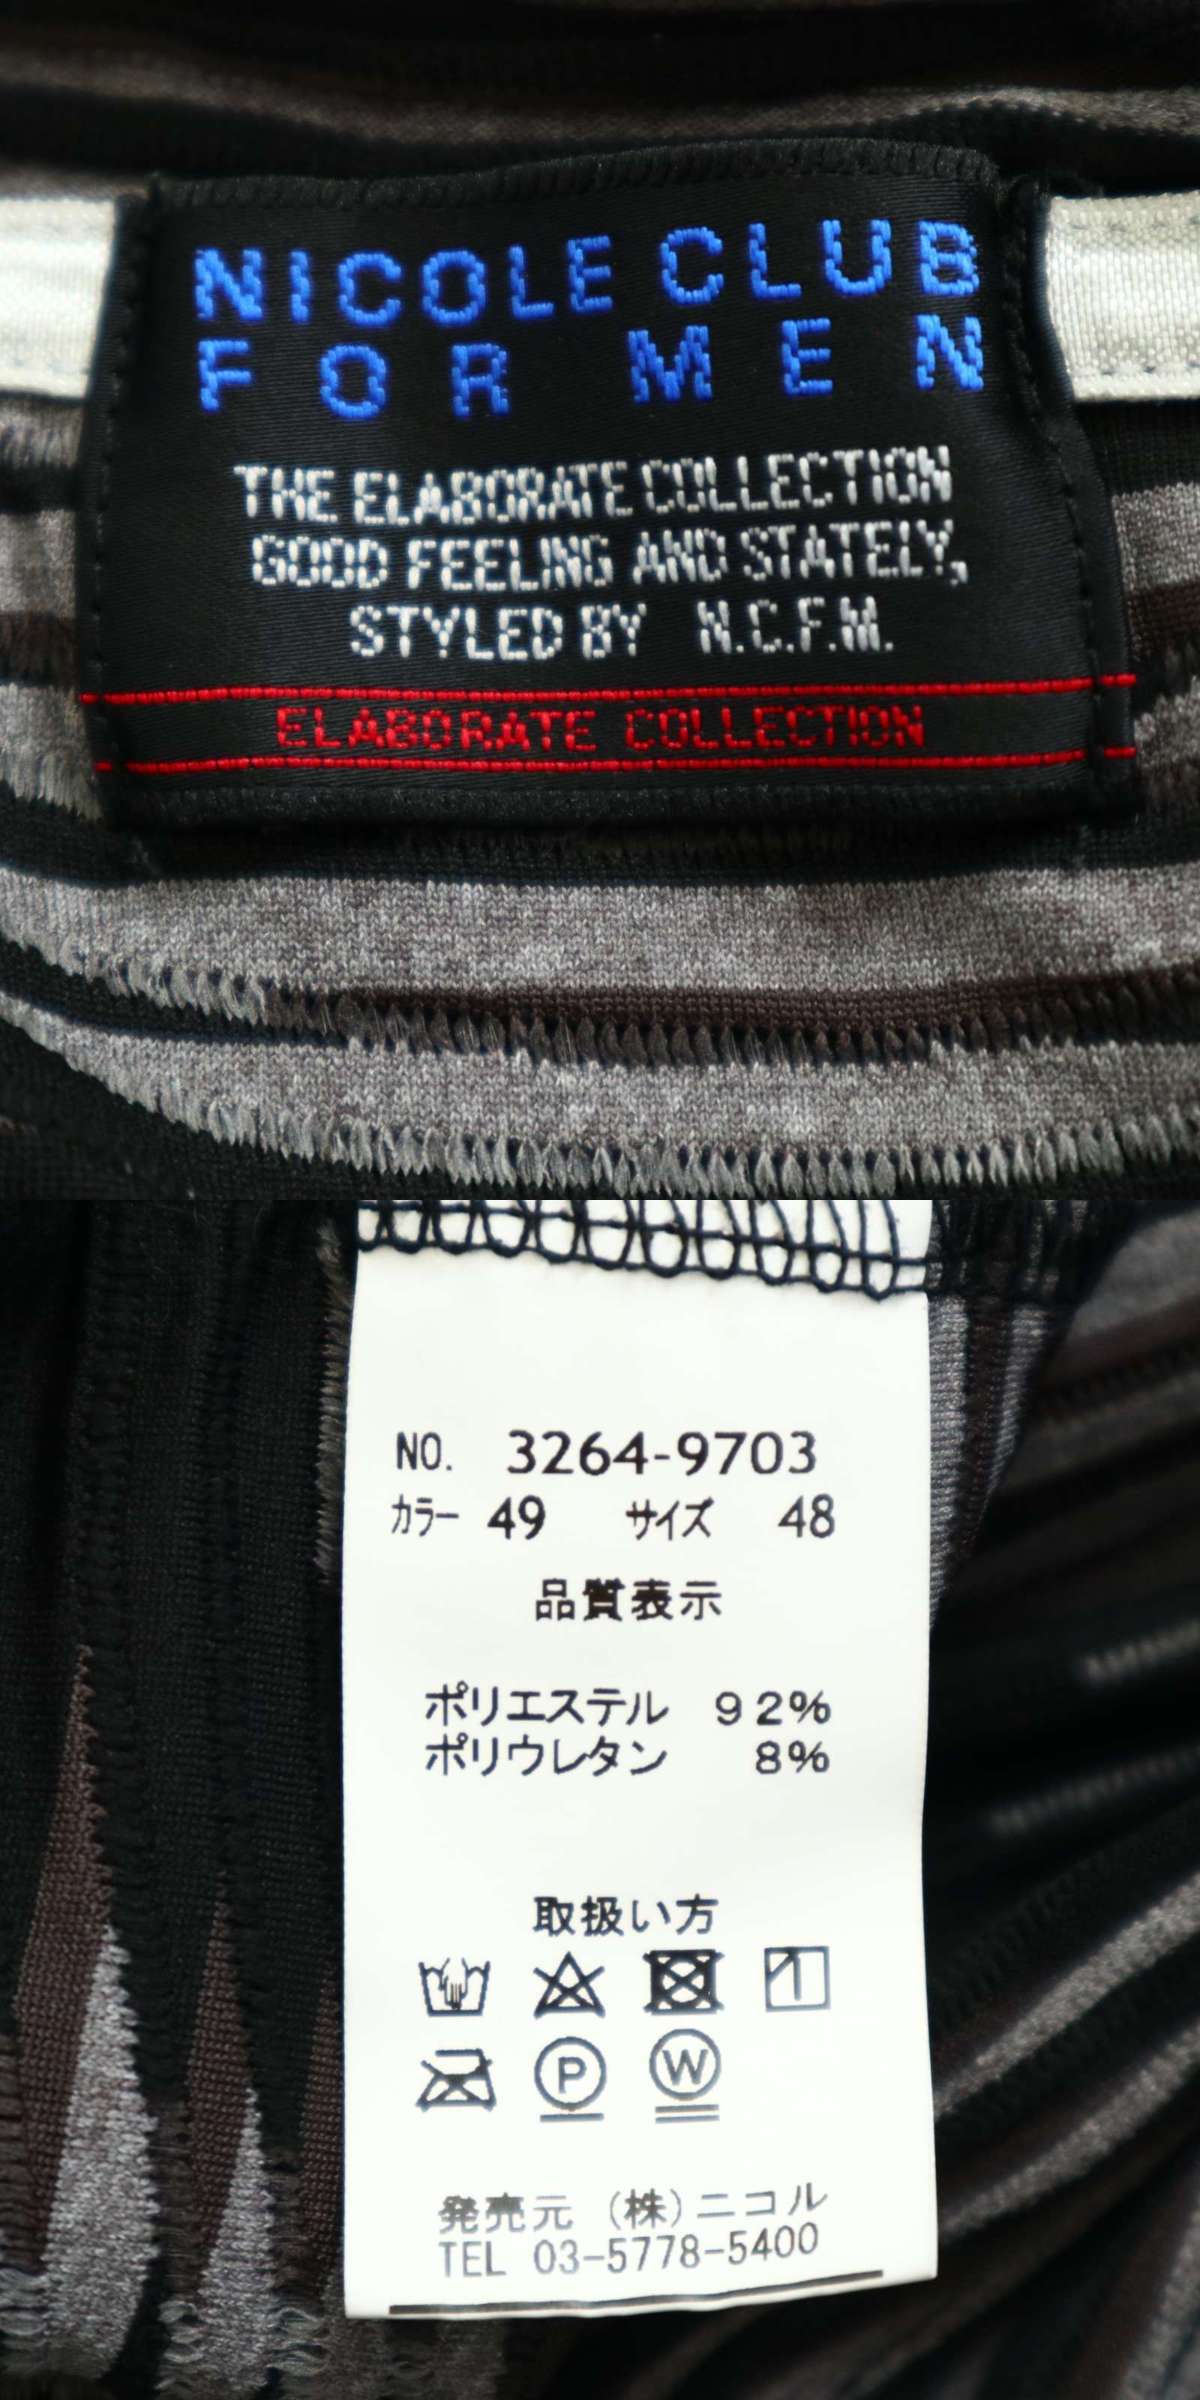 NICOLE CLUB
FOR MEN
THE ELABORATE COLLECTION
GOOD FEELING AND STATELY,
STYLED BY N.C.F.M.
ELABORATE COLLECTION
NO. 3264-9703
カラー 49 サイズ 48
品質表示
ポリエステル 92%
ポリウレタン 8%
取扱い方
P W
発売元 (株)ニコル
TEL 03-5778-5400